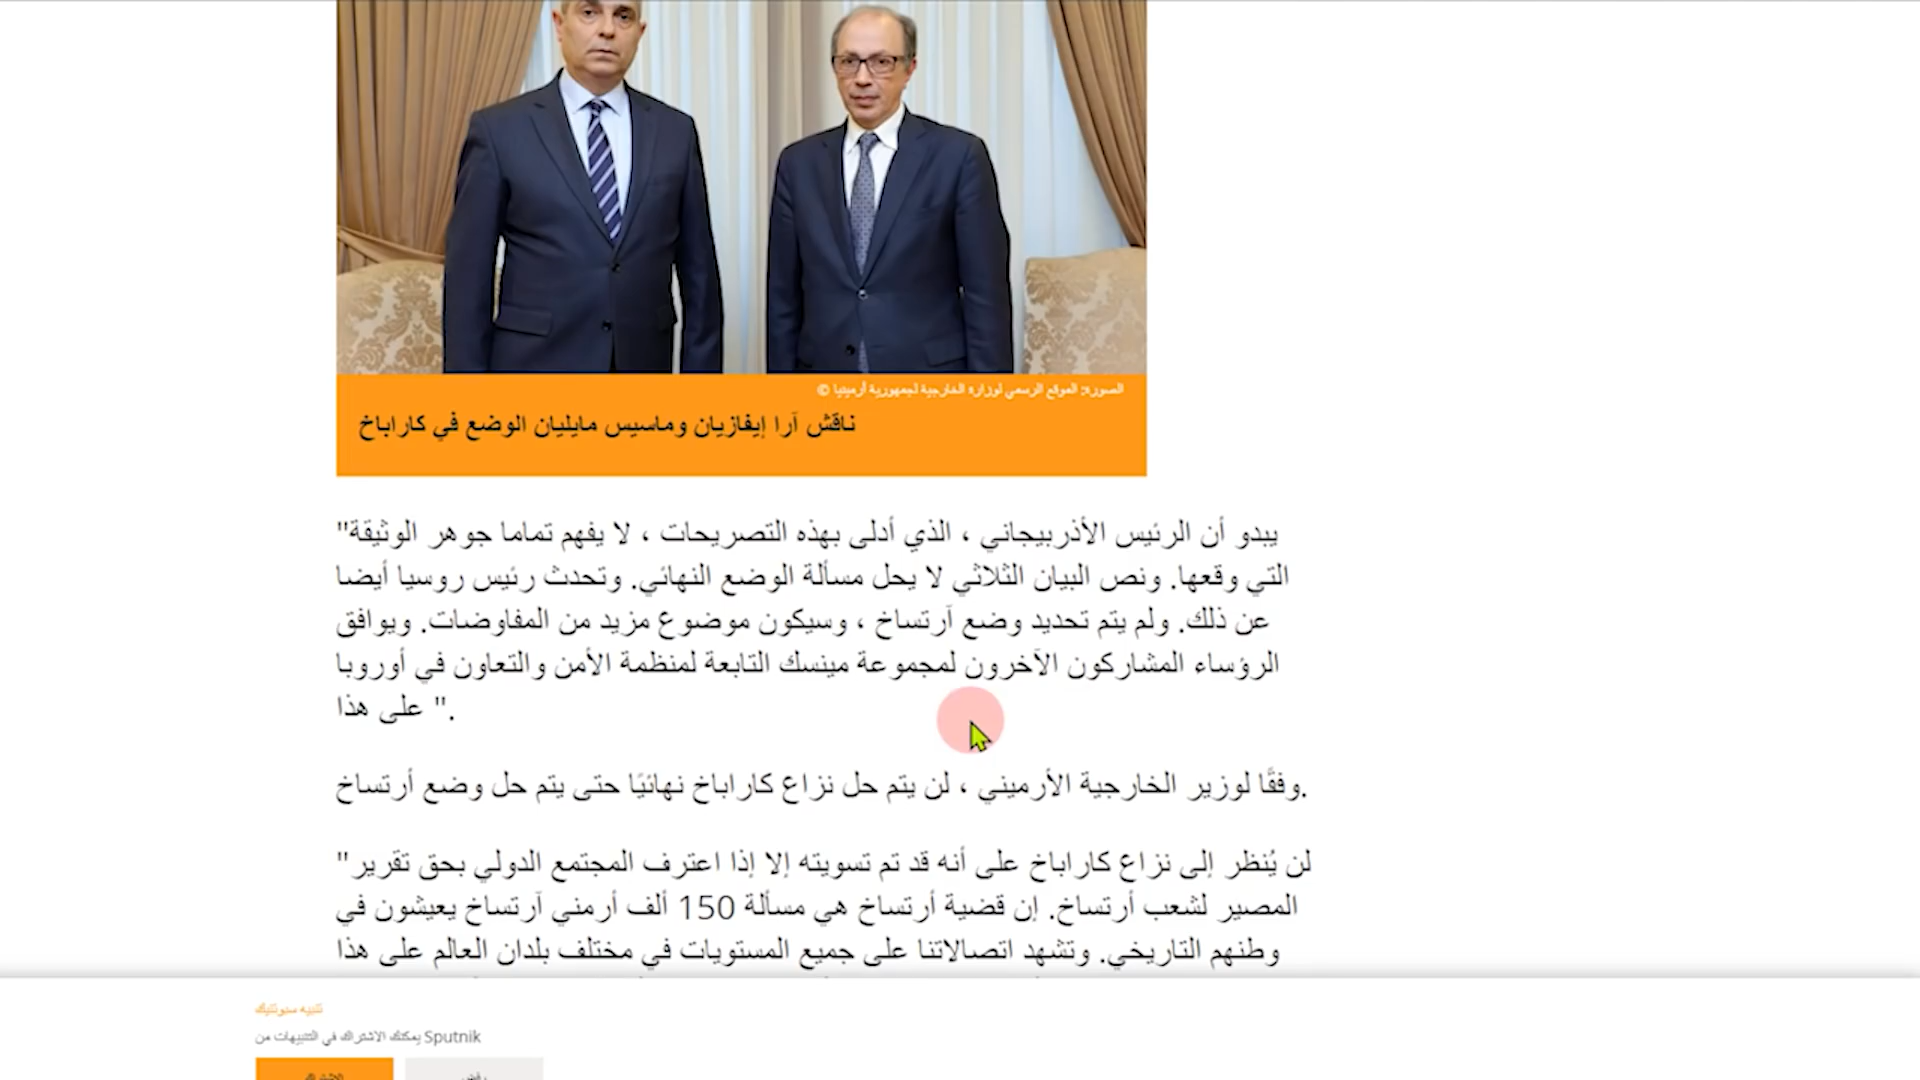 الصورة: الموقع الرسمي لوزارة الخارجية لجمهورية أرمينيا ©
ناقش آرا إيفازيان وماسيس مايليان الوضع في كاراباخ
"يبدو أن الرئيس الأذربيجاني ، الذي أدلى بهذه التصريحات ، لا يفهم تماما جوهر الوثيقة
التي وقعها. ونص البيان الثلاثي لا يحل مسألة الوضع النهائي. وتحدث رئيس روسيا أيضا
عن ذلك. ولم يتم تحديد وضع آرتساخ ، وسيكون موضوع مزيد من المفاوضات. ويوافق
الرؤساء المشاركون الآخرون لمجموعة مينسك التابعة لمنظمة الأمن والتعاون في أوروبا
على هذا ".
وفقًا لوزير الخارجية الأرميني ، لن يتم حل نزاع كاراباخ نهائيًا حتى يتم حل وضع أرتساخ.
"لن يُنظر إلى نزاع كاراباخ على أنه قد تم تسويته إلا إذا اعترف المجتمع الدولي بحق تقرير
المصير لشعب أرتساخ. إن قضية أرتساخ هي مسألة 150 ألف أرمني آرتساخ يعيشون في
وطنهم التاريخي. وتشهد اتصالاتنا على جميع المستويات في مختلف بلدان العالم على هذا
تنبيه سبوتنيك
يمكنك الاشتراك في التنبيهات من Sputnik